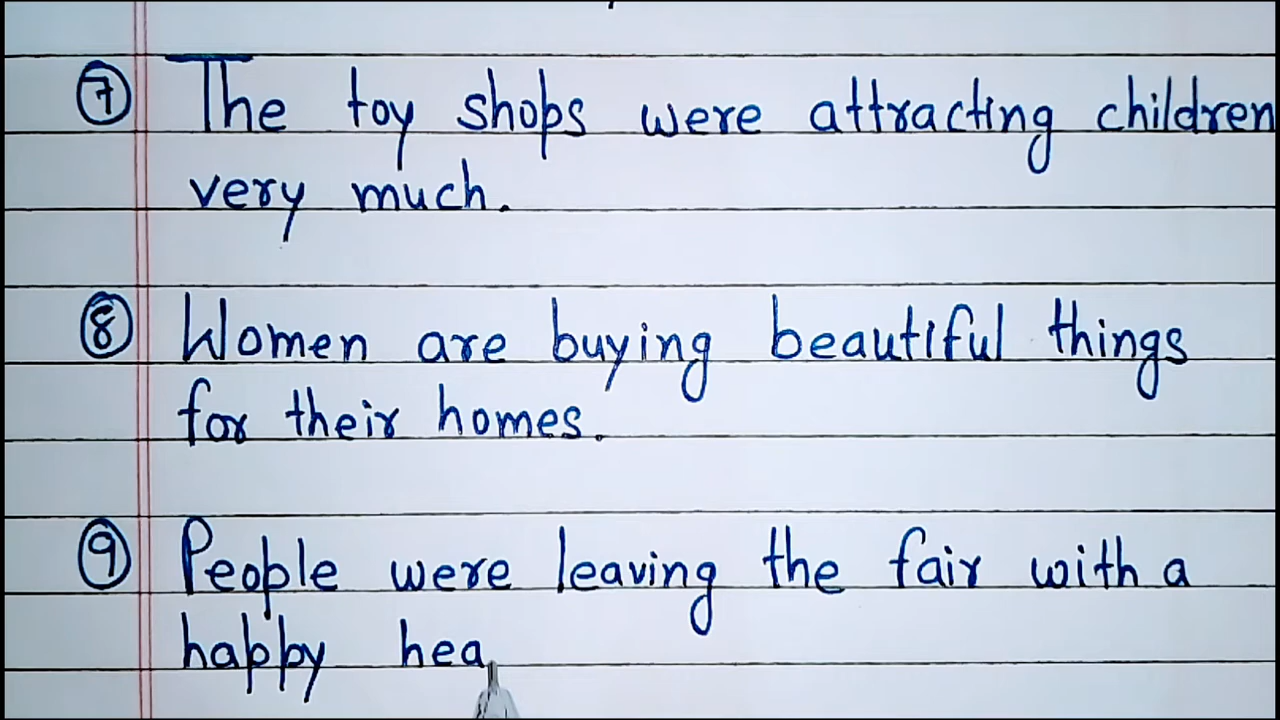 7 The toy shops were attracting children
very much.
8 Women are buying beautiful things
for their homes.
9 People were leaving the fair with a
happy hea